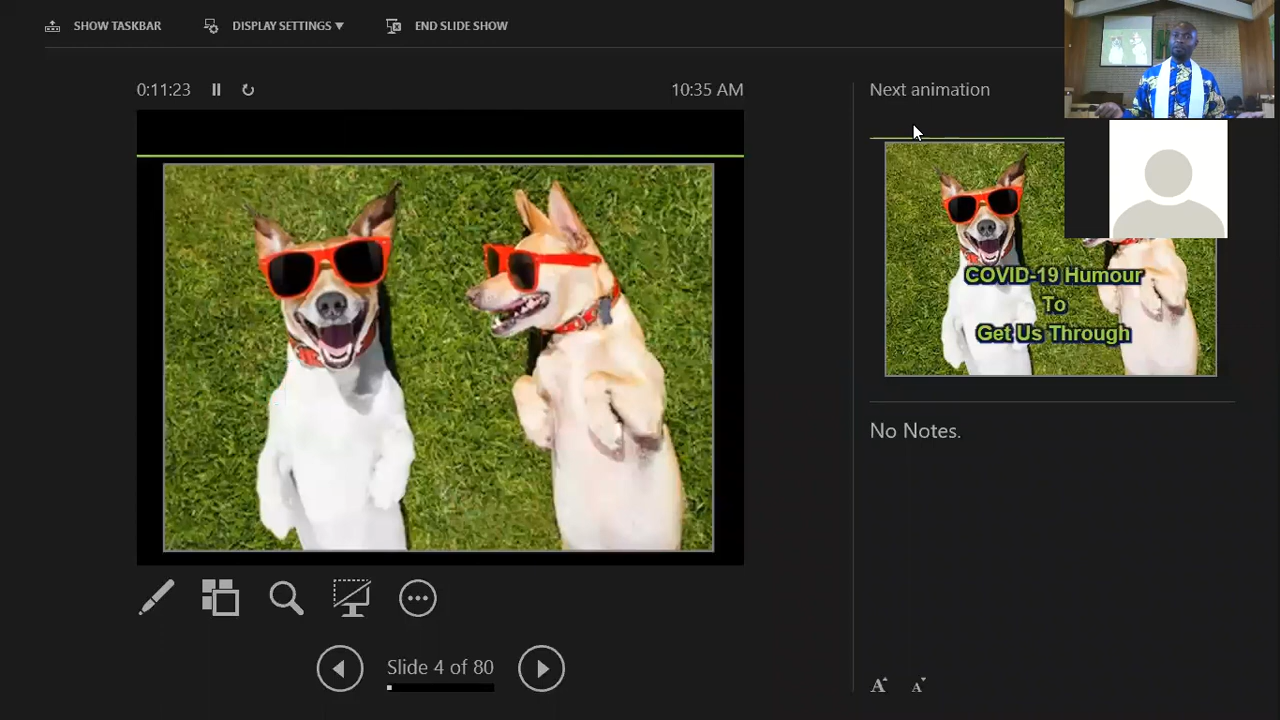 SHOW TASKBAR
DISPLAY SETTINGS
END SLIDE SHOW
0:11:23
10:35 AM
Next animation
COVID-19 Humour
To
Get Us Through
No Notes.
Slide 4 of 80
A A